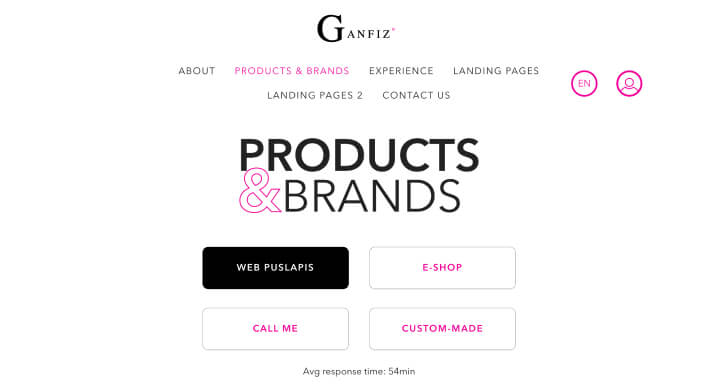 GANFIZ®
ABOUT PRODUCTS & BRANDS EXPERIENCE LANDING PAGES
LANDING PAGES 2 CONTACT US
EN
PRODUCTS
&BRANDS
WEB PUSLAPIS E-SHOP
CALL ME CUSTOM-MADE
Avg response time: 54min